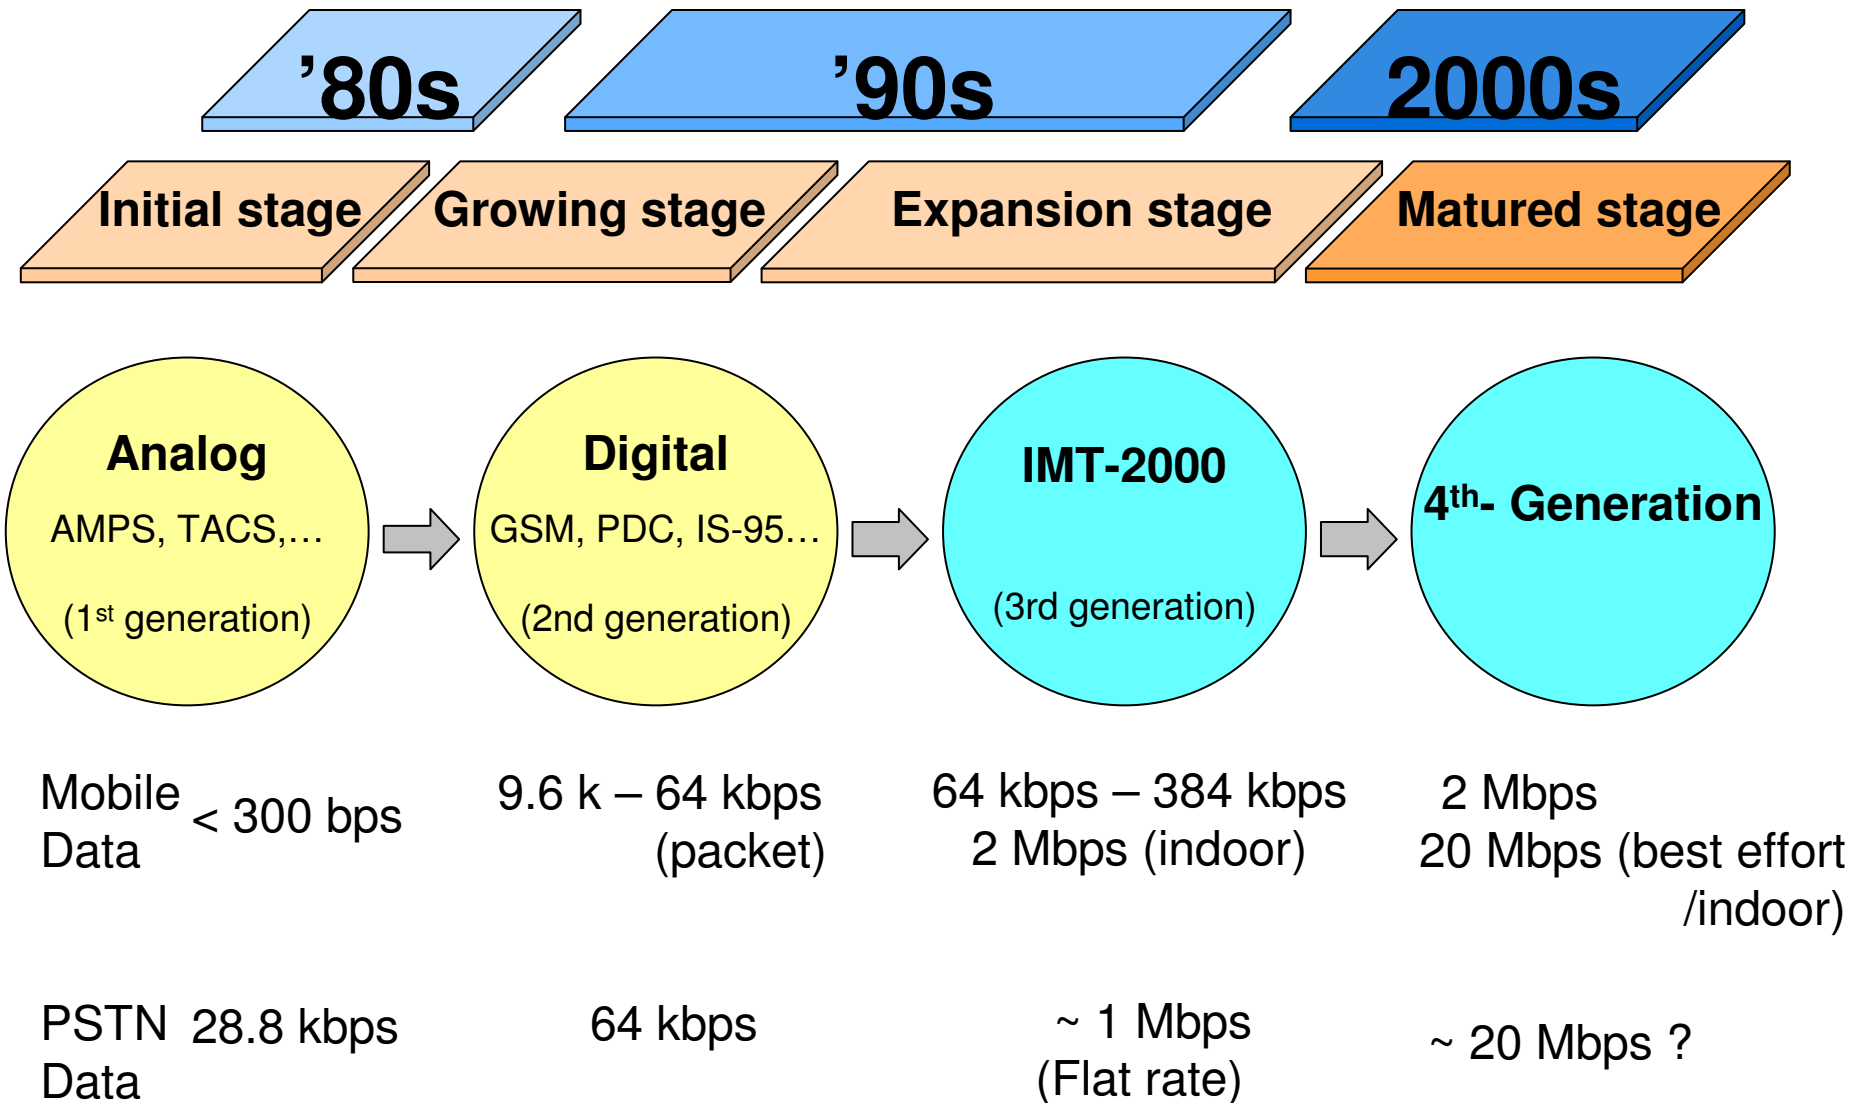 ’80s ’90s 2000s
Initial stage Growing stage Expansion stage Matured stage
Analog
AMPS, TACS,…
(1st generation)
Digital
GSM, PDC, IS-95…
(2nd generation)
IMT-2000
(3rd generation)
4th- Generation
Mobile
Data
< 300 bps
9.6 k – 64 kbps
(packet)
64 kbps – 384 kbps
2 Mbps (indoor)
2 Mbps
20 Mbps (best effort
/indoor)
PSTN
Data
28.8 kbps
64 kbps
~ 1 Mbps
(Flat rate)
~ 20 Mbps ?